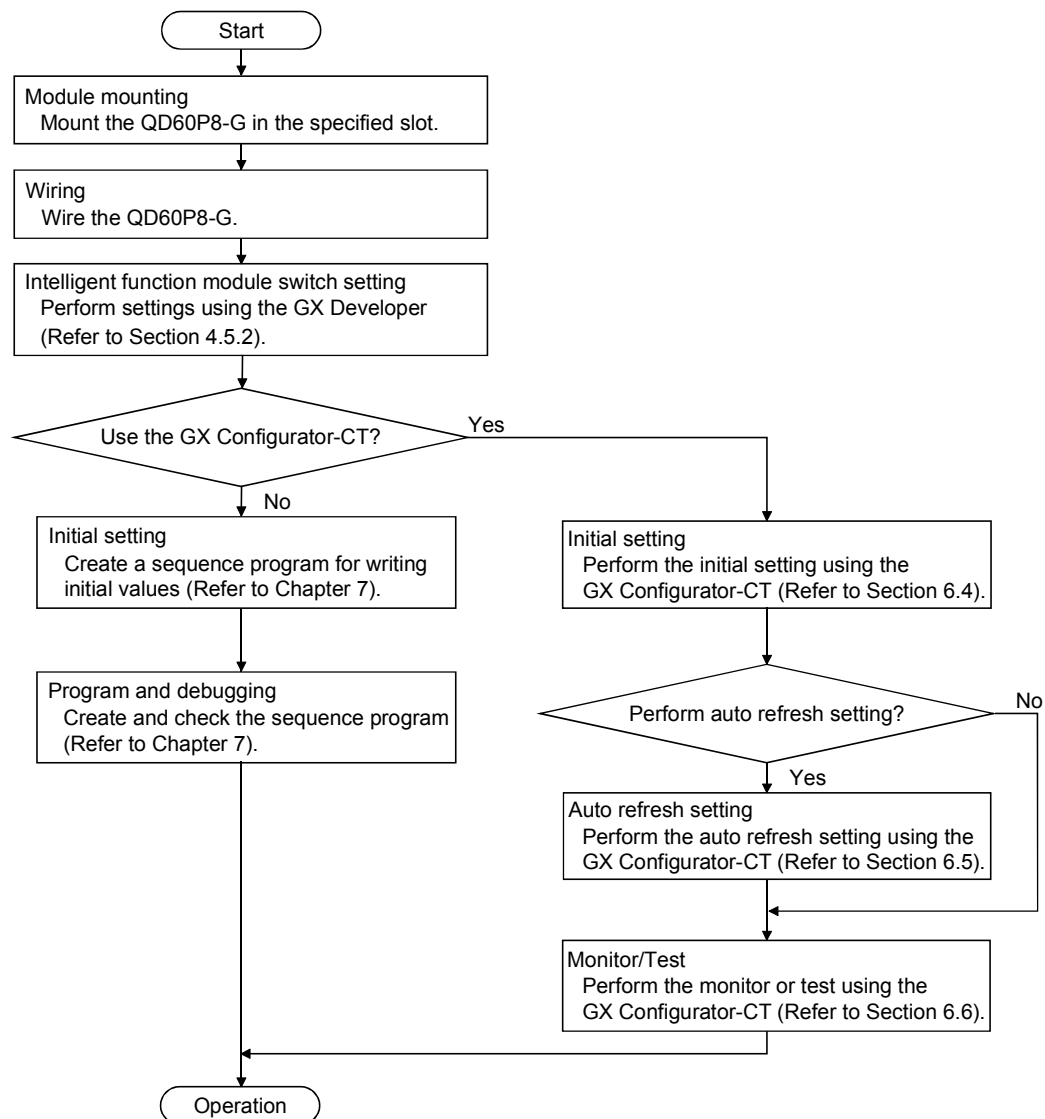 Start
Module mounting
Mount the QD60P8-G in the specified slot.
Wiring
Wire the QD60P8-G.
Intelligent function module switch setting
Perform settings using the GX Developer
(Refer to Section 4.5.2).
Use the GX Configurator-CT?
Yes
No
Initial setting
Create a sequence program for writing
initial values (Refer to Chapter 7).
Program and debugging
Create and check the sequence program
(Refer to Chapter 7).
Initial setting
Perform the initial setting using the
GX Configurator-CT (Refer to Section 6.4).
Perform auto refresh setting?
No
Yes
Auto refresh setting
Perform the auto refresh setting using the
GX Configurator-CT (Refer to Section 6.5).
Monitor/Test
Perform the monitor or test using the
GX Configurator-CT (Refer to Section 6.6).
Operation